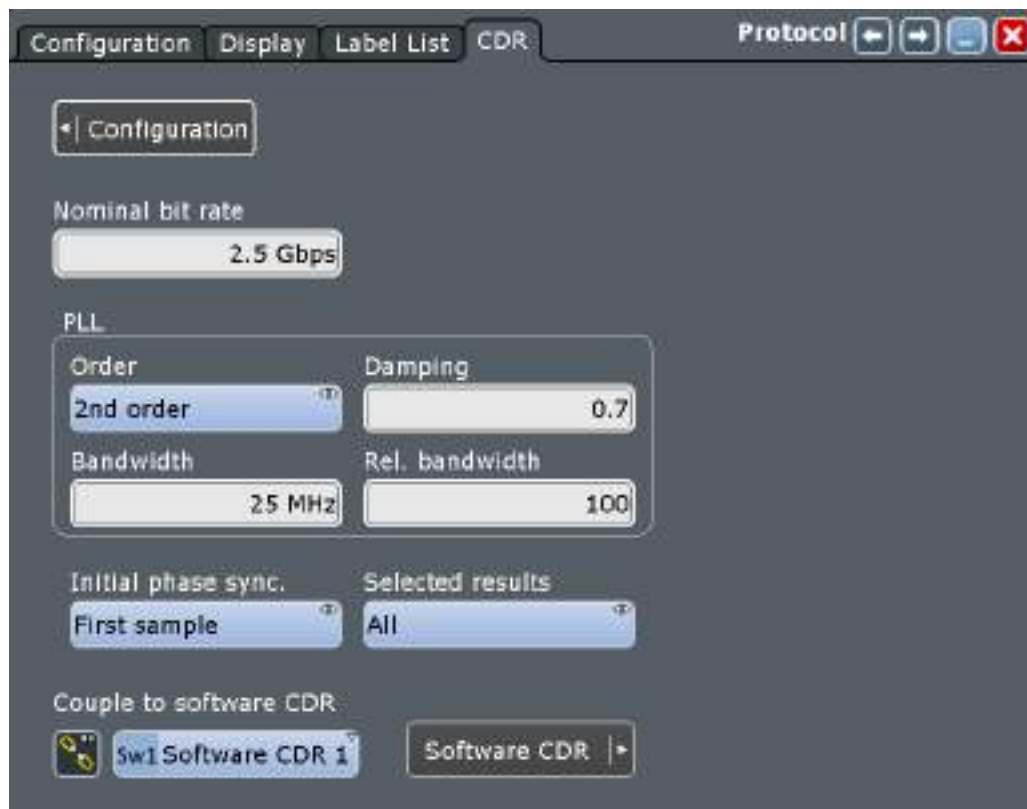 Configuration Display Label List CDR Protocol
Configuration
Nominal bit rate
2.5 Gbps
PLL
Order Damping
2nd order 0.7
Bandwidth Rel. bandwidth
25 MHz 100
Initial phase sync. Selected results
First sample All
Couple to software CDR
Sw1 Software CDR 1 Software CDR